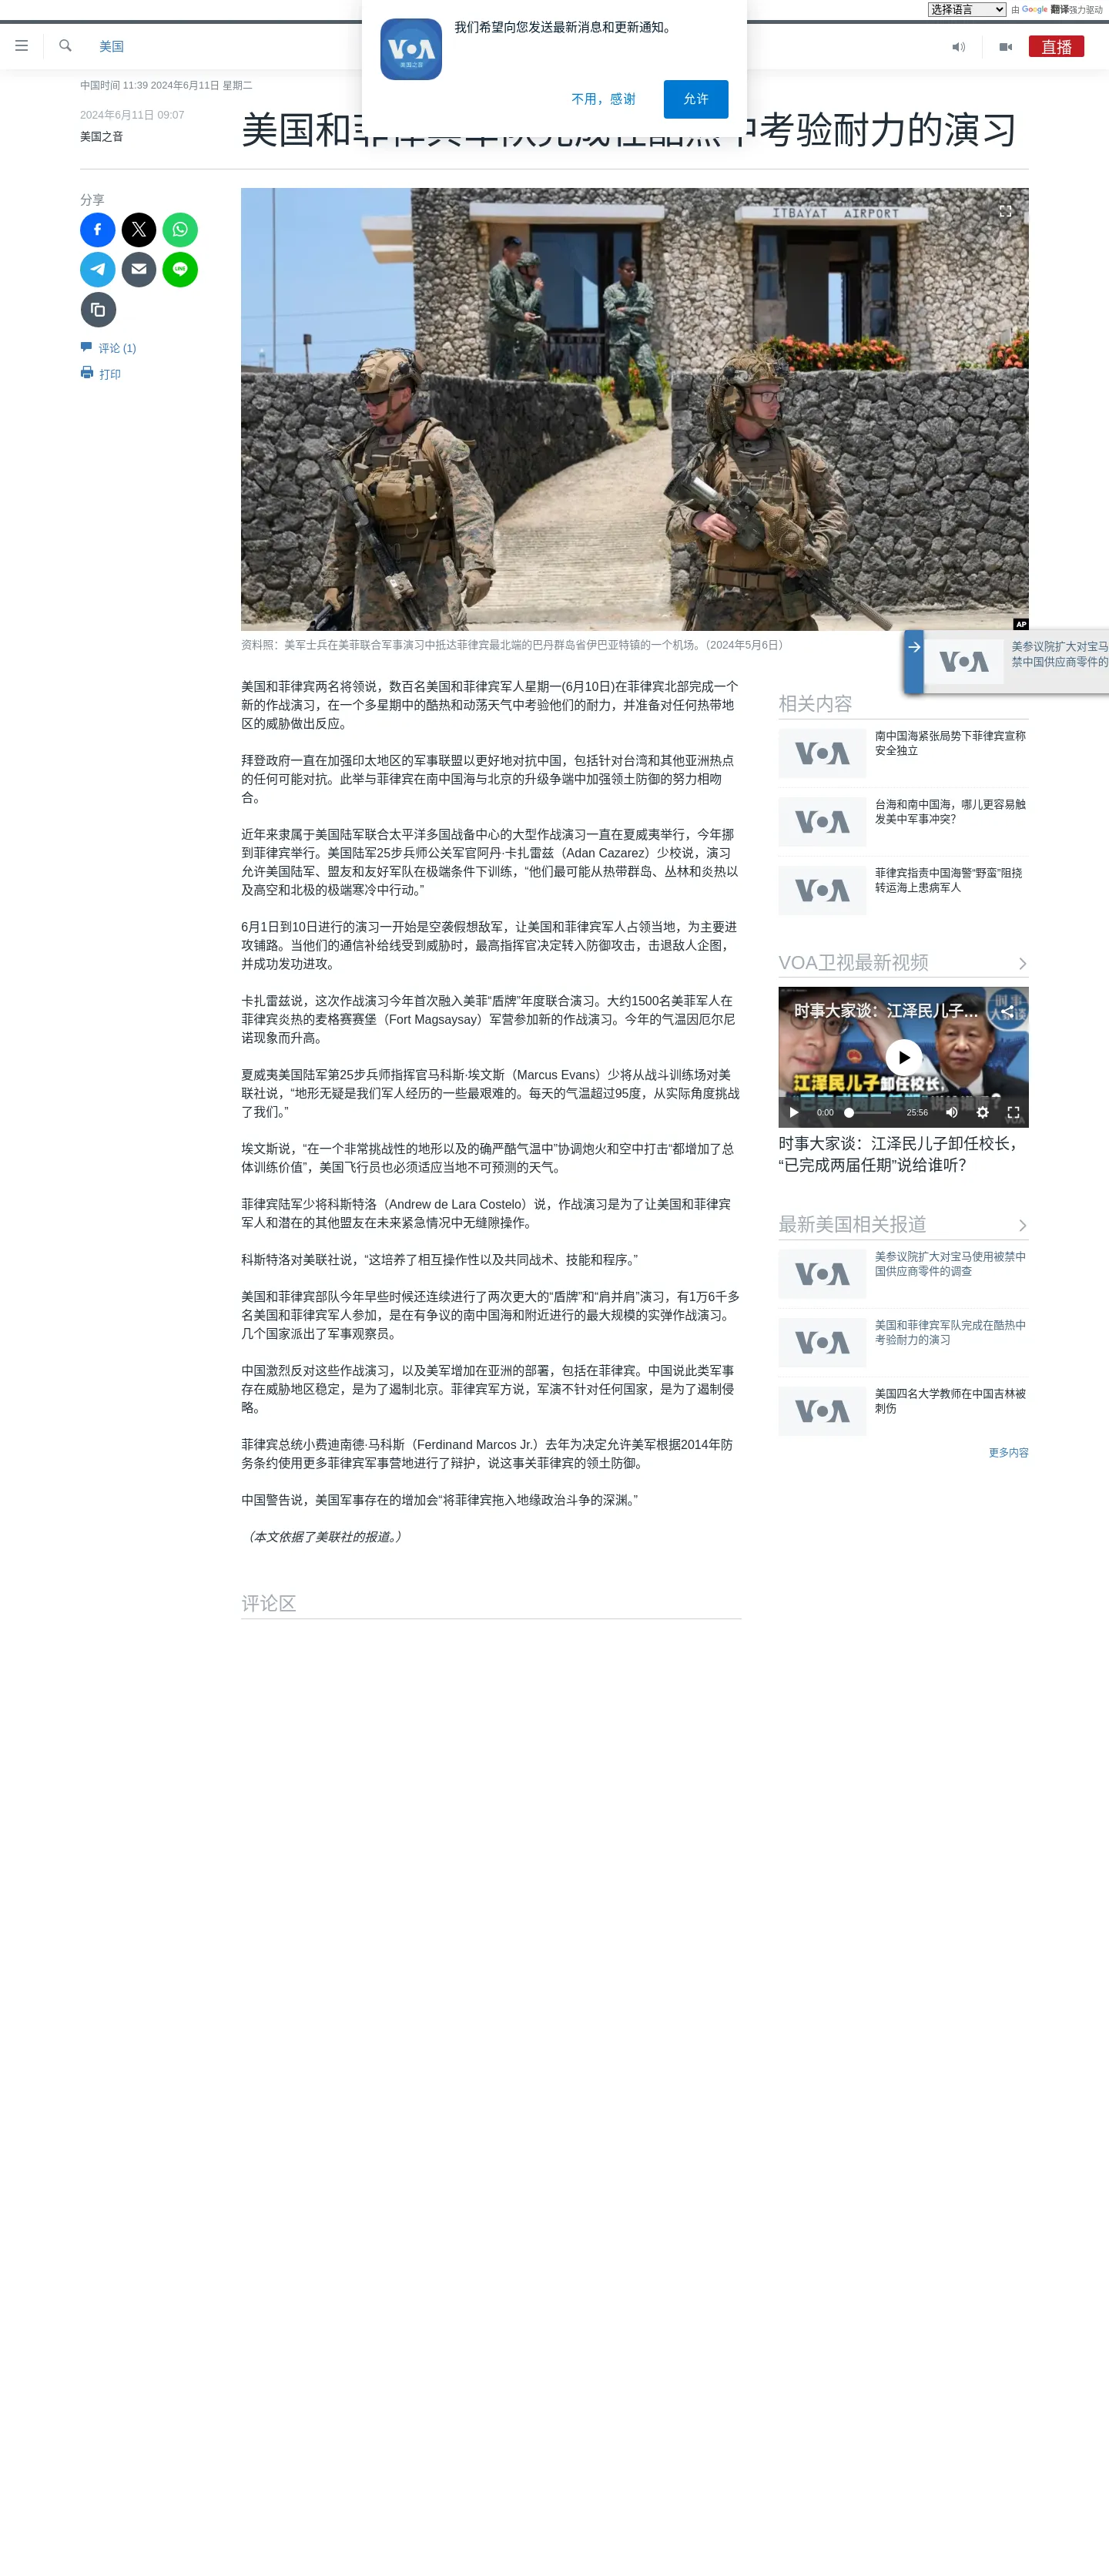 选择语言
由 Google 翻译强力驱动
我们希望向您发送最新消息和更新通知。
VOA
美国之音
不用，感谢
允许
美国
直播
中国时间 11:39 2024年6月11日 星期二
2024年6月11日 09:07
美国之音
美国和菲律宾军队完成在酷热中考验耐力的演习
分享
评论 (1)
打印
ITBAYAT AIRPORT
AP
资料照：美军士兵在美菲联合军事演习中抵达菲律宾最北端的巴丹群岛省伊巴亚特镇的一个机场。（2024年5月6日）
VOA
美参议院扩大对宝马
禁中国供应商零件的
美国和菲律宾两名将领说，数百名美国和菲律宾军人星期一(6月10日)在菲律宾北部完成一个
新的作战演习，在一个多星期中的酷热和动荡天气中考验他们的耐力，并准备对任何热带地
区的威胁做出反应。
拜登政府一直在加强印太地区的军事联盟以更好地对抗中国，包括针对台湾和其他亚洲热点
的任何可能对抗。此举与菲律宾在南中国海与北京的升级争端中加强领土防御的努力相吻
合。
近年来隶属于美国陆军联合太平洋多国战备中心的大型作战演习一直在夏威夷举行，今年挪
到菲律宾举行。美国陆军25步兵师公关军官阿丹·卡扎雷兹（Adan Cazarez）少校说，演习
允许美国陆军、盟友和友好军队在极端条件下训练，“他们最可能从热带群岛、丛林和炎热以
及高空和北极的极端寒冷中行动。”
6月1日到10日进行的演习一开始是空袭假想敌军，让美国和菲律宾军人占领当地，为主要进
攻铺路。当他们的通信补给线受到威胁时，最高指挥官决定转入防御攻击，击退敌人企图，
并成功发功进攻。
卡扎雷兹说，这次作战演习今年首次融入美菲“盾牌”年度联合演习。大约1500名美菲军人在
菲律宾炎热的麦格赛赛堡（Fort Magsaysay）军营参加新的作战演习。今年的气温因厄尔尼
诺现象而升高。
夏威夷美国陆军第25步兵师指挥官马科斯·埃文斯（Marcus Evans）少将从战斗训练场对美
联社说，“地形无疑是我们军人经历的一些最艰难的。每天的气温超过95度，从实际角度挑战
了我们。”
埃文斯说，“在一个非常挑战性的地形以及的确严酷气温中”协调炮火和空中打击“都增加了总
体训练价值”，美国飞行员也必须适应当地不可预测的天气。
菲律宾陆军少将科斯特洛（Andrew de Lara Costelo）说，作战演习是为了让美国和菲律宾
军人和潜在的其他盟友在未来紧急情况中无缝隙操作。
科斯特洛对美联社说，“这培养了相互操作性以及共同战术、技能和程序。”
美国和菲律宾部队今年早些时候还连续进行了两次更大的“盾牌”和“肩并肩”演习，有1万6千多
名美国和菲律宾军人参加，是在有争议的南中国海和附近进行的最大规模的实弹作战演习。
几个国家派出了军事观察员。
中国激烈反对这些作战演习，以及美军增加在亚洲的部署，包括在菲律宾。中国说此类军事
存在威胁地区稳定，是为了遏制北京。菲律宾军方说，军演不针对任何国家，是为了遏制侵
略。
菲律宾总统小费迪南德·马科斯（Ferdinand Marcos Jr.）去年为决定允许美军根据2014年防
务条约使用更多菲律宾军事营地进行了辩护，说这事关菲律宾的领土防御。
中国警告说，美国军事存在的增加会“将菲律宾拖入地缘政治斗争的深渊。”
（本文依据了美联社的报道。）
评论区
相关内容
VOA
南中国海紧张局势下菲律宾宣称
安全独立
VOA
台海和南中国海，哪儿更容易触
发美中军事冲突？
VOA
菲律宾指责中国海警“野蛮”阻挠
转运海上患病军人
VOA卫视最新视频
时事大家谈：江泽民儿子...
时事
大家谈
江泽民儿子卸任校长，
0:00
25:56
VOA
时事大家谈：江泽民儿子卸任校长，
“已完成两届任期”说给谁听？
最新美国相关报道
VOA
美参议院扩大对宝马使用被禁中
国供应商零件的调查
VOA
美国和菲律宾军队完成在酷热中
考验耐力的演习
VOA
美国四名大学教师在中国吉林被
刺伤
更多内容